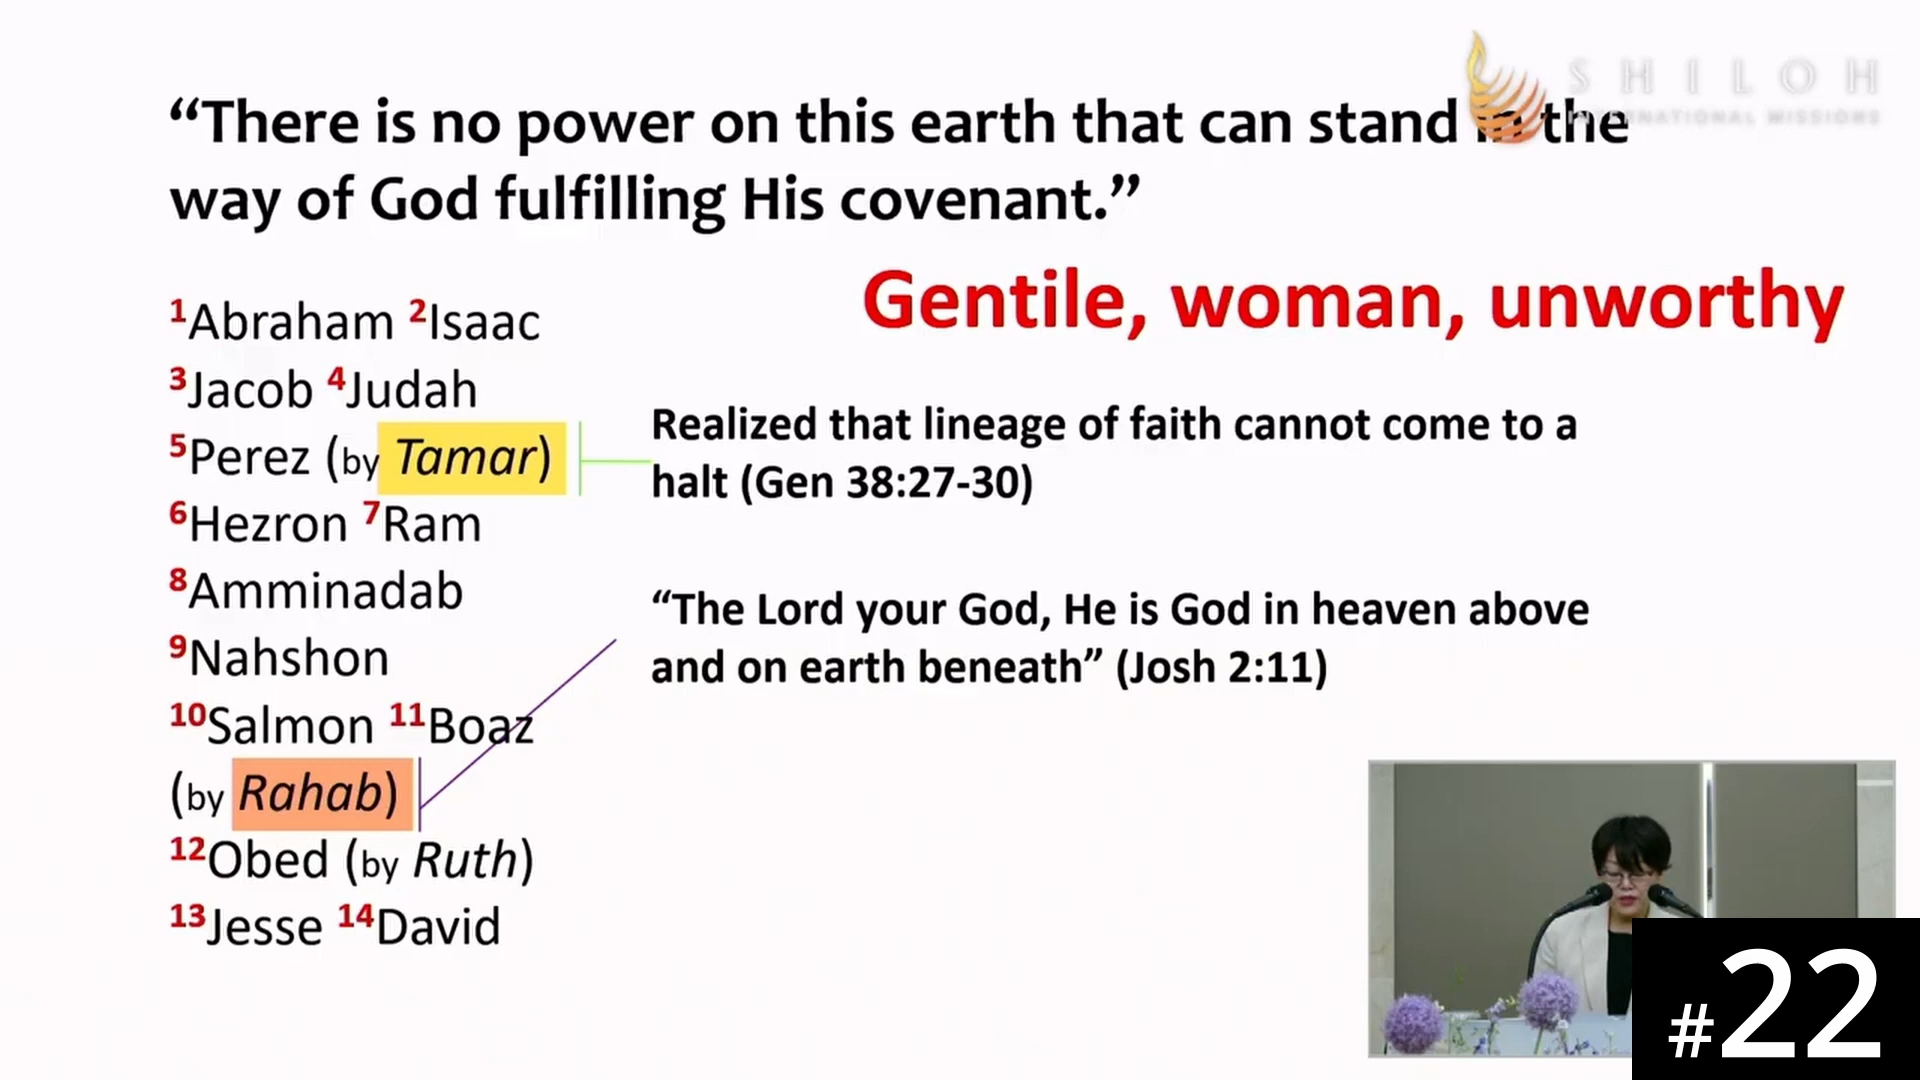 SHILOH
INTERNATIONAL MISSIONS
“There is no power on this earth that can stand in the
way of God fulfilling His covenant.”
Gentile, woman, unworthy
1Abraham 2Isaac
3Jacob 4Judah
5Perez (by Tamar)
6Hezron 7Ram
8Amminadab
9Nahshon
10Salmon 11Boaz
(by Rahab)
12Obed (by Ruth)
13Jesse 14David
Realized that lineage of faith cannot come to a
halt (Gen 38:27-30)
“The Lord your God, He is God in heaven above
and on earth beneath” (Josh 2:11)
#22